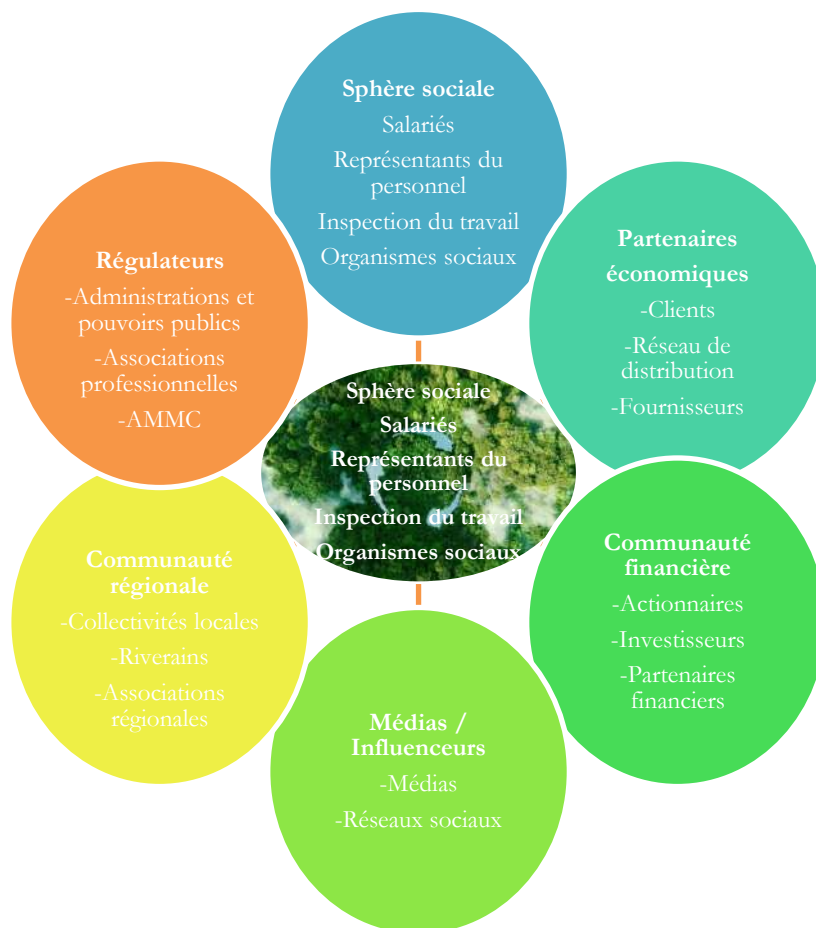 Sphère sociale
Salariés
Représentants du
personnel
Inspection du travail
Organismes sociaux
Partenaires
économiques
-Clients
-Réseau de
distribution
-Fournisseurs
Communauté
financière
-Actionnaires
-Investisseurs
-Partenaires
financiers
Médias /
Influenceurs
-Médias
-Réseaux sociaux
Communauté
régionale
-Collectivités locales
-Riverains
-Associations
régionales
Régulateurs
-Administrations et
pouvoirs publics
-Associations
professionnelles
-AMMC
Sphère sociale
Salariés
Représentants du
personnel
Inspection du travail
Organismes sociaux